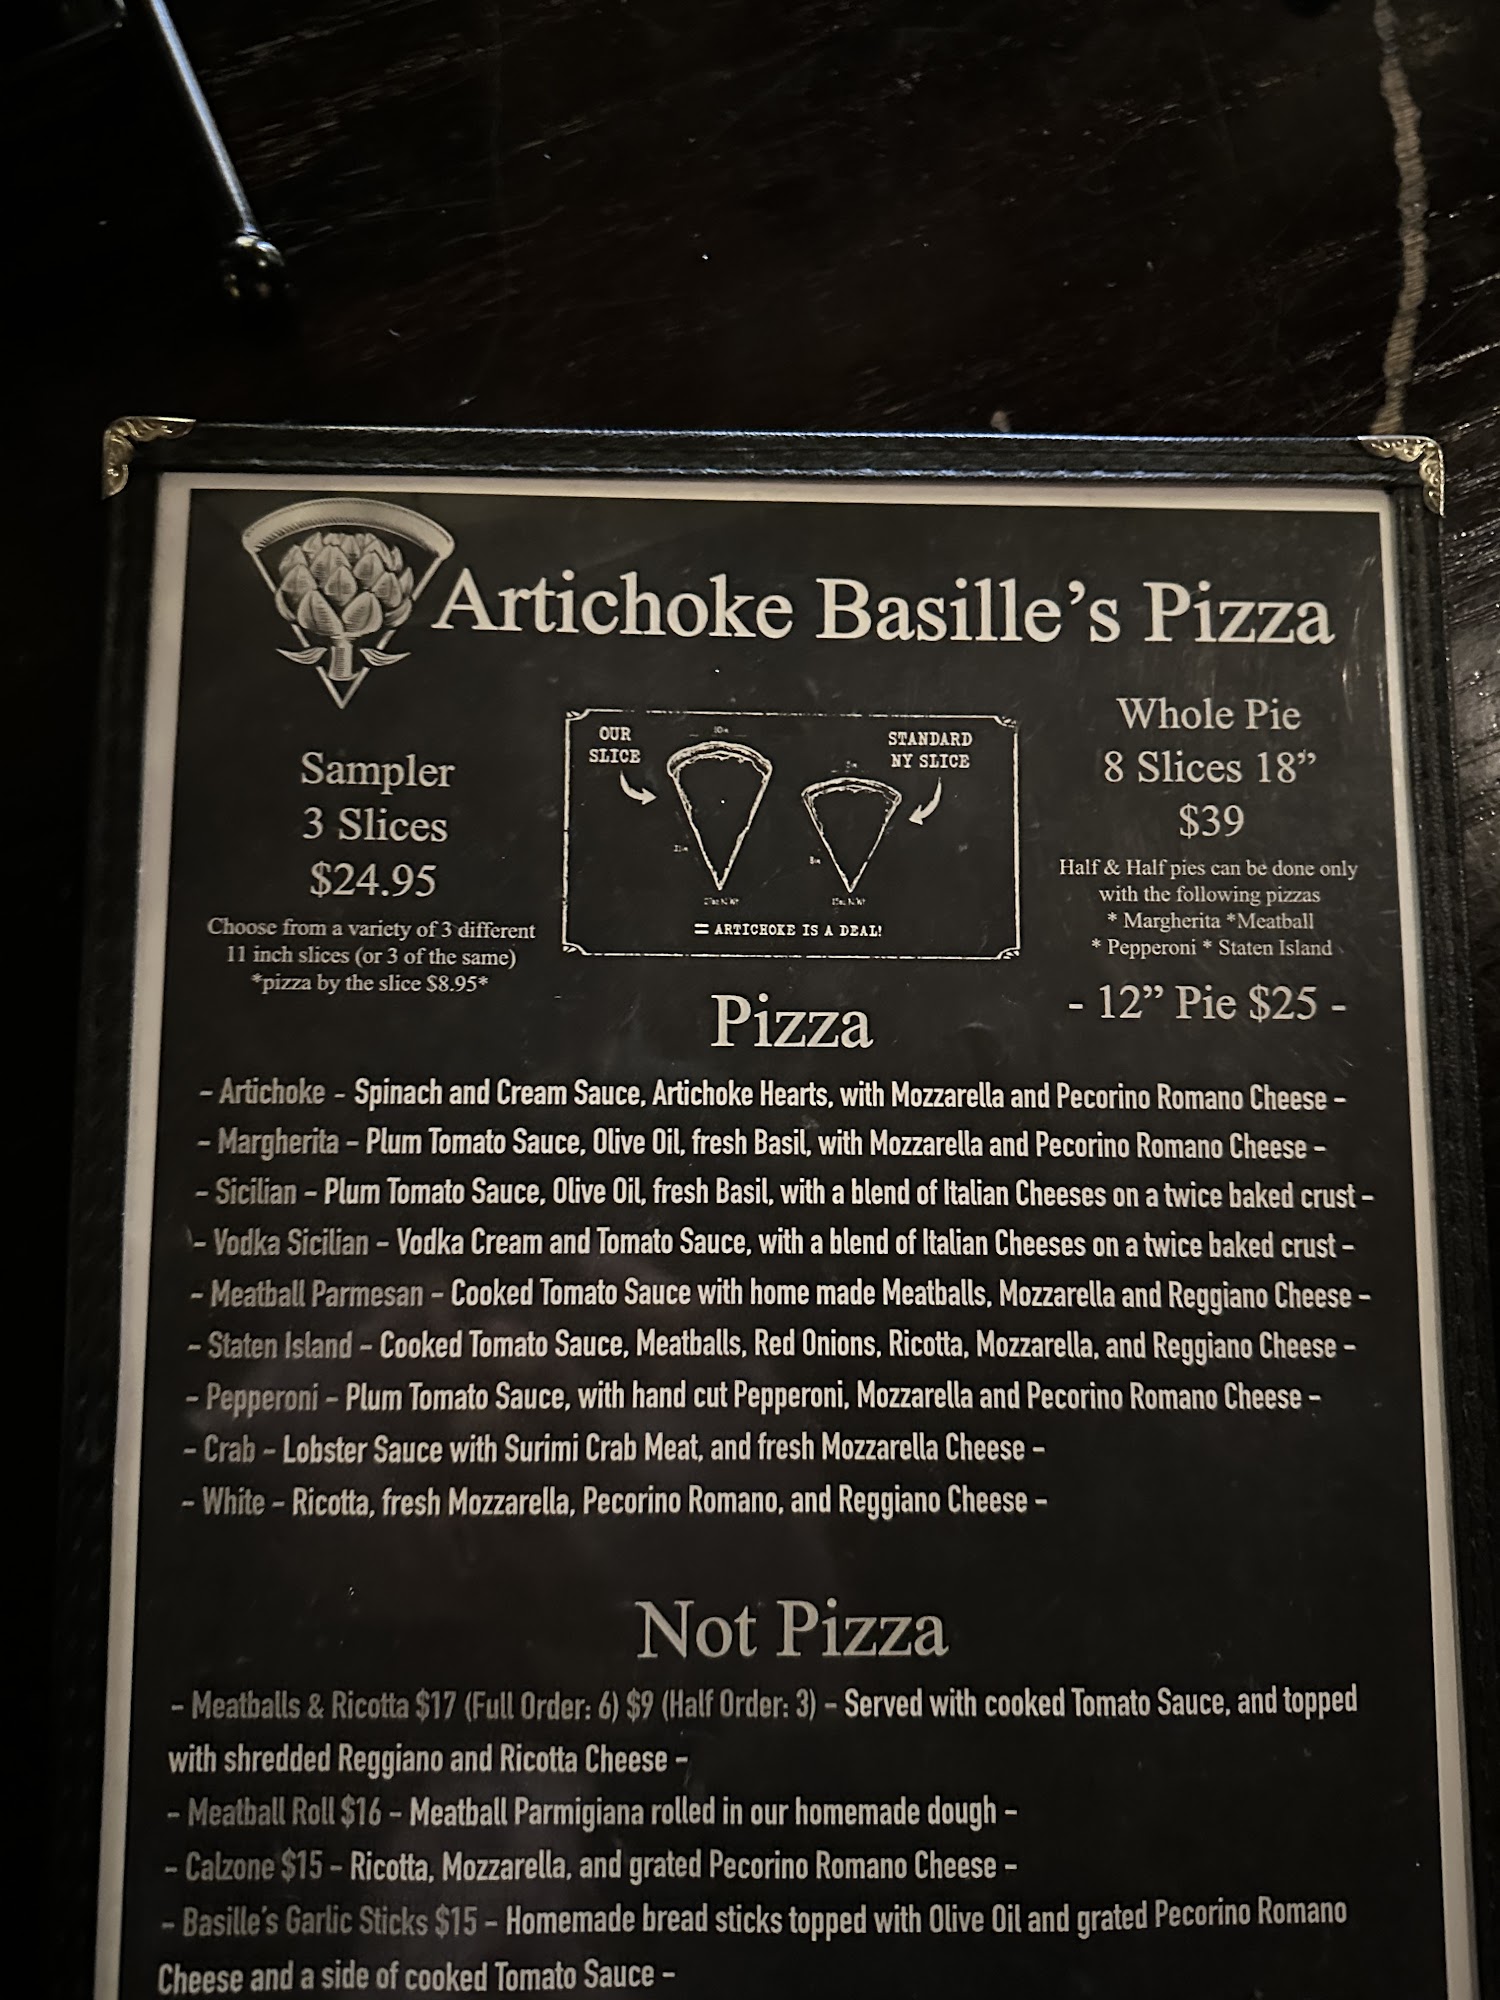 Artichoke Basille's Pizza
Sampler
3 Slices
$24.95
Choose from a variety of 3 different
11 inch slices (or 3 of the same)
*pizza by the slice $8.95*
OUR
SLICE
STANDARD
NY SLICE
= ARTICHOKE IS A DEAL!
Whole Pie
8 Slices 18"
$39
Half & Half pies can be done only
with the following pizzas
* Margherita *Meatball
* Pepperoni * Staten Island
- 12" Pie $25 -
Pizza
- Artichoke - Spinach and Cream Sauce, Artichoke Hearts, with Mozzarella and Pecorino Romano Cheese -
- Margherita - Plum Tomato Sauce, Olive Oil, fresh Basil, with Mozzarella and Pecorino Romano Cheese -
- Sicilian - Plum Tomato Sauce, Olive Oil, fresh Basil, with a blend of Italian Cheeses on a twice baked crust -
- Vodka Sicilian - Vodka Cream and Tomato Sauce, with a blend of Italian Cheeses on a twice baked crust -
- Meatball Parmesan - Cooked Tomato Sauce with home made Meatballs, Mozzarella and Reggiano Cheese -
- Staten Island - Cooked Tomato Sauce, Meatballs, Red Onions, Ricotta, Mozzarella, and Reggiano Cheese -
- Pepperoni - Plum Tomato Sauce, with hand cut Pepperoni, Mozzarella and Pecorino Romano Cheese -
- Crab - Lobster Sauce with Surimi Crab Meat, and fresh Mozzarella Cheese -
- White - Ricotta, fresh Mozzarella, Pecorino Romano, and Reggiano Cheese -
Not Pizza
- Meatballs & Ricotta $17 (Full Order: 6) $9 (Half Order: 3) - Served with cooked Tomato Sauce, and topped
with shredded Reggiano and Ricotta Cheese -
- Meatball Roll $16 - Meatball Parmigiana rolled in our homemade dough -
- Calzone $15 - Ricotta, Mozzarella, and grated Pecorino Romano Cheese -
- Basille's Garlic Sticks $15 - Homemade bread sticks topped with Olive Oil and grated Pecorino Romano
Cheese and a side of cooked Tomato Sauce -